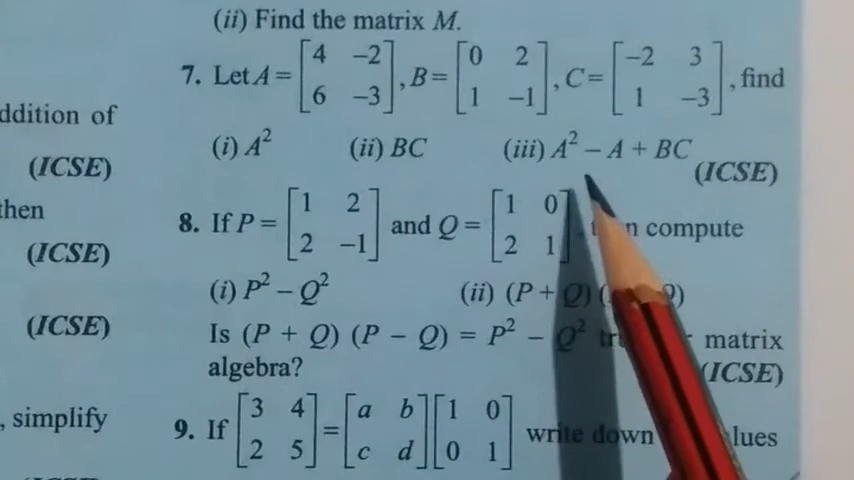 (ii) Find the matrix M.
7. Let A = [4 -2; 6 -3], B = [0 2; 1 -1], C = [-2 3; 1 -3], find
ddition of
(i) A² (ii) BC (iii) A² – A + BC
(ICSE) (ICSE)
then
8. If P = [1 2; 2 -1] and Q = [1 0; 2 1] compute
(ICSE)
(i) P² – Q² (ii) (P + Q) (
(ICSE)
Is (P + Q) (P – Q) = P² – Q² matrix
algebra? (ICSE)
, simplify
9. If [3 4; 2 5] = [a b; c d] [1 0; 0 1] write down